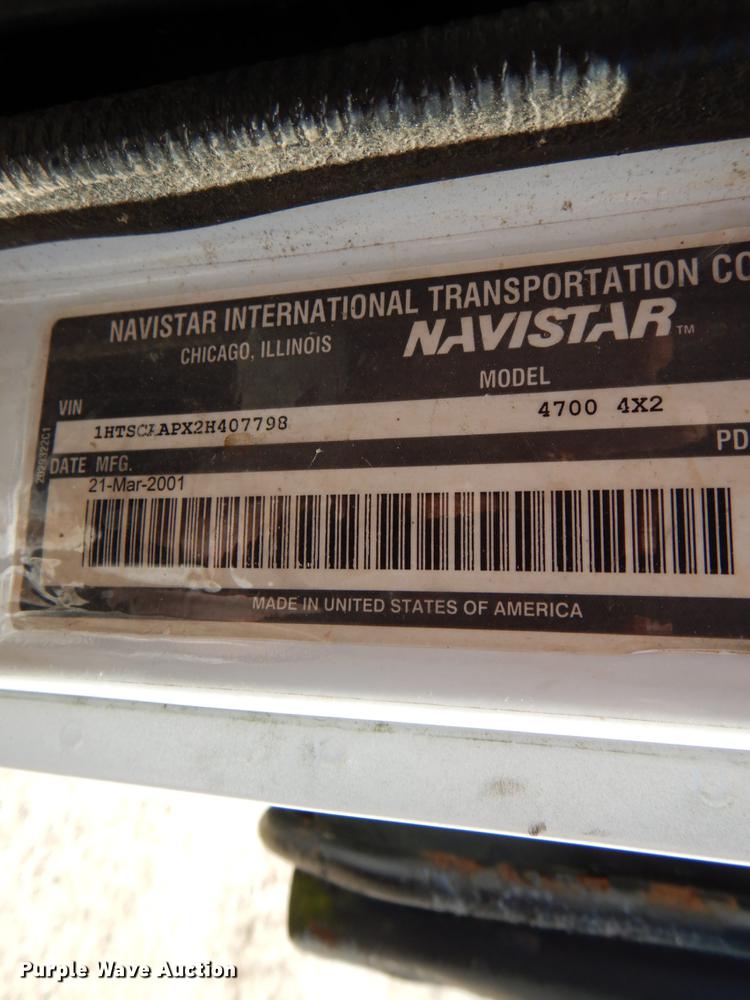 NAVISTAR INTERNATIONAL TRANSPORTATION CO
CHICAGO, ILLINOIS
NAVISTAR™
MODEL
VIN
1HTSCAAPX2H407798
4700 4X2
PD
DATE MFG.
21-Mar-2001
MADE IN UNITED STATES OF AMERICA
Purple Wave Auction